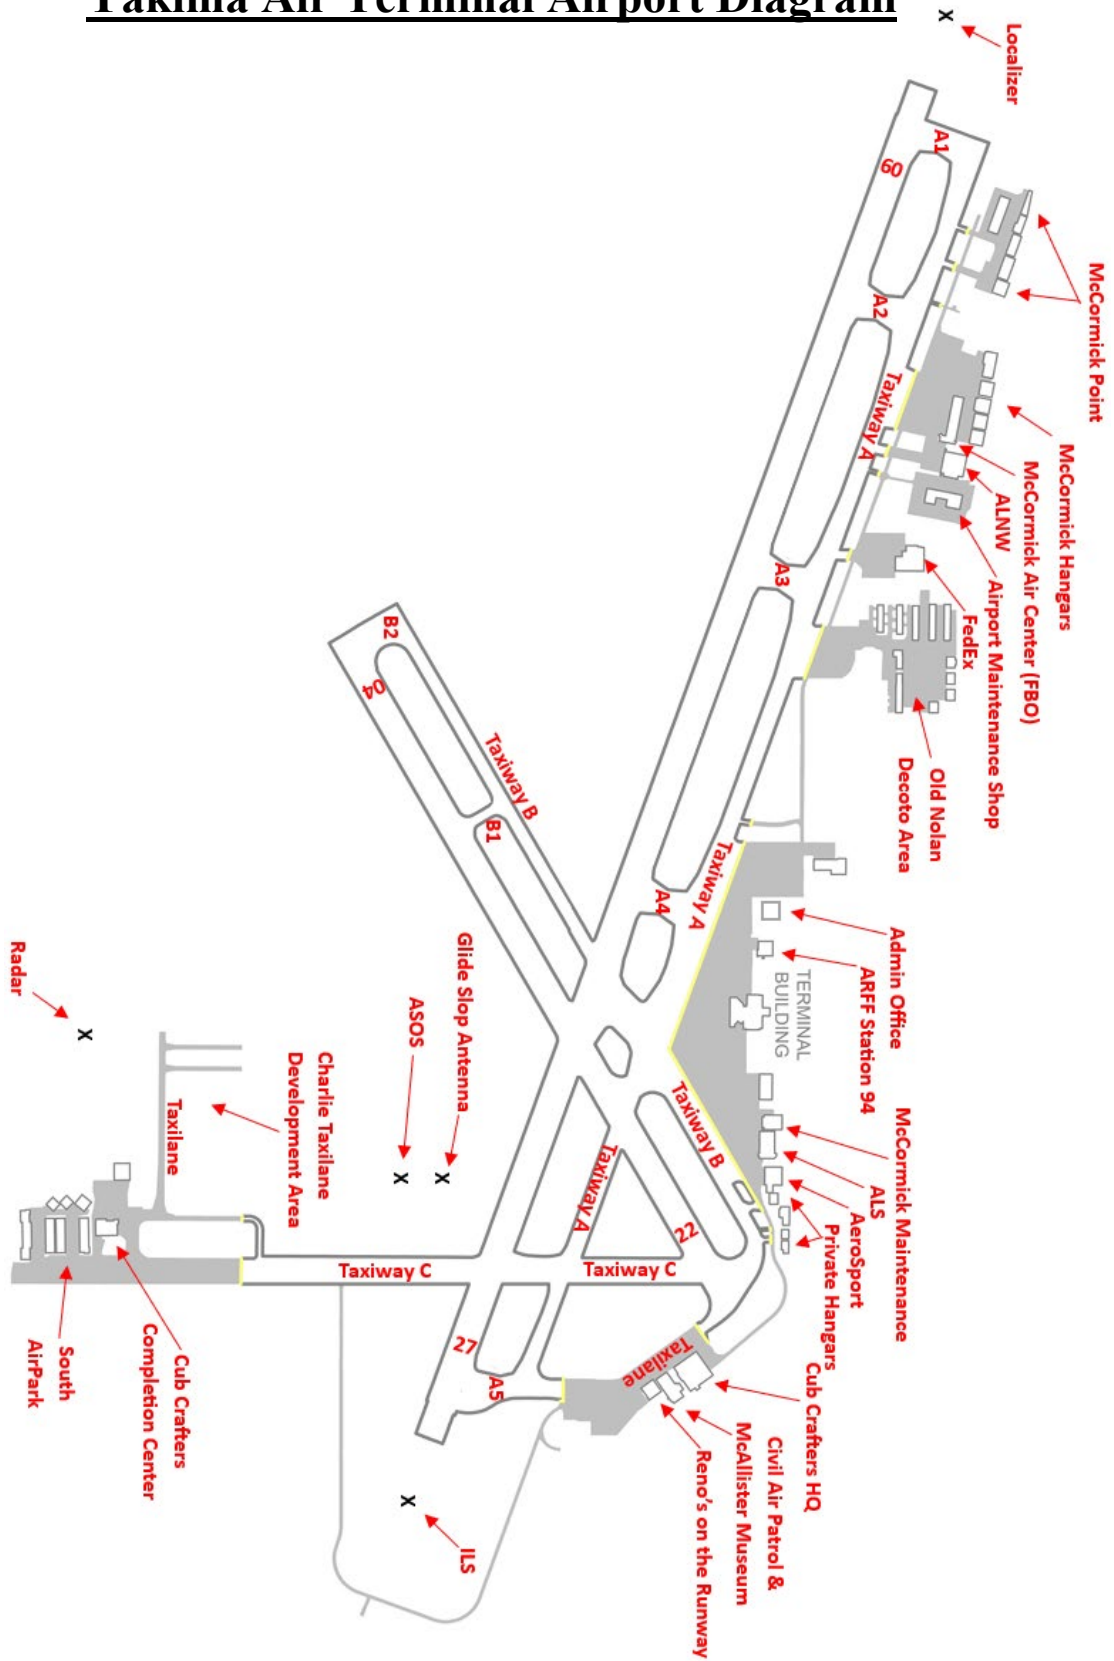 Yakima Air Terminal Airport Diagram
X
Localizer
A1
09
McCormick Point
A2
Taxiway A
McCormick Hangars
McCormick Air Center (FBO)
ALNW
Airport Maintenance Shop
FedEx
A3
Old Nolan
Decoto Area
B2
04
Taxiway B
B1
Taxiway A
A4
Admin Office
ARFF Station 94
TERMINAL
BUILDING
McCormick Maintenance
ALS
AeroSport
Private Hangars
Taxiway B
22
Taxiway A
Glide Slop Antenna
X
ASOS
X
Radar
X
Charlie Taxilane
Development Area
Taxilane
Taxiway C
Taxiway C
27
A5
Taxilane
Cub Crafters HQ
Civil Air Patrol &
McAllister Museum
Reno's on the Runway
X
ILS
Cub Crafters
Completion Center
South
AirPark